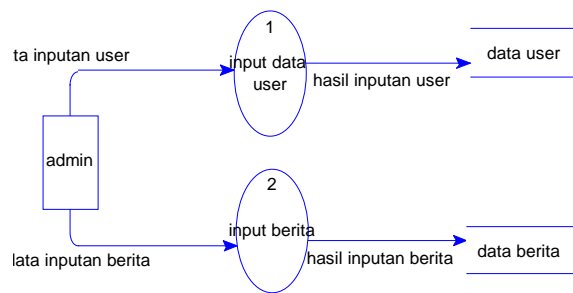 1
ta inputan user
input data
user
data user
hasil inputan user
admin
2
input berita
data berita
lata inputan berita
hasil inputan berita